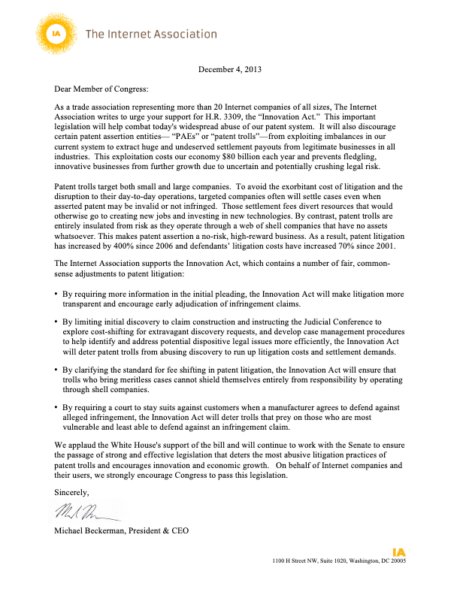 IA The Internet Association
December 4, 2013
Dear Member of Congress:
As a trade association representing more than 20 Internet companies of all sizes, The Internet
Association writes to urge your support for H.R. 3309, the “Innovation Act.” This important
legislation will help combat today's widespread abuse of our patent system. It will also discourage
certain patent assertion entities— “PAEs” or “patent trolls”—from exploiting imbalances in our
current system to extract huge and undeserved settlement payouts from legitimate businesses in all
industries. This exploitation costs our economy $80 billion each year and prevents fledgling,
innovative businesses from further growth due to uncertain and potentially crushing legal risk.
Patent trolls target both small and large companies. To avoid the exorbitant cost of litigation and the
disruption to their day-to-day operations, targeted companies often will settle cases even when
asserted patent may be invalid or not infringed. Those settlement fees divert resources that would
otherwise go to creating new jobs and investing in new technologies. By contrast, patent trolls are
entirely insulated from risk as they operate through a web of shell companies that have no assets
whatsoever. This makes patent assertion a no-risk, high-reward business. As a result, patent litigation
has increased by 400% since 2006 and defendants’ litigation costs have increased 70% since 2001.
The Internet Association supports the Innovation Act, which contains a number of fair, common-
sense adjustments to patent litigation:
• By requiring more information in the initial pleading, the Innovation Act will make litigation more
transparent and encourage early adjudication of infringement claims.
• By limiting initial discovery to claim construction and instructing the Judicial Conference to
explore cost-shifting for extravagant discovery requests, and develop case management procedures
to help identify and address potential dispositive legal issues more efficiently, the Innovation Act
will deter patent trolls from abusing discovery to run up litigation costs and settlement demands.
• By clarifying the standard for fee shifting in patent litigation, the Innovation Act will ensure that
trolls who bring meritless cases cannot shield themselves entirely from responsibility by operating
through shell companies.
• By requiring a court to stay suits against customers when a manufacturer agrees to defend against
alleged infringement, the Innovation Act will deter trolls that prey on those who are most
vulnerable and least able to defend against an infringement claim.
We applaud the White House's support of the bill and will continue to work with the Senate to ensure
the passage of strong and effective legislation that deters the most abusive litigation practices of
patent trolls and encourages innovation and economic growth. On behalf of Internet companies and
their users, we strongly encourage Congress to pass this legislation.
Sincerely,
Michael Beckerman, President & CEO
IA
1100 H Street NW, Suite 1020, Washington, DC 20005